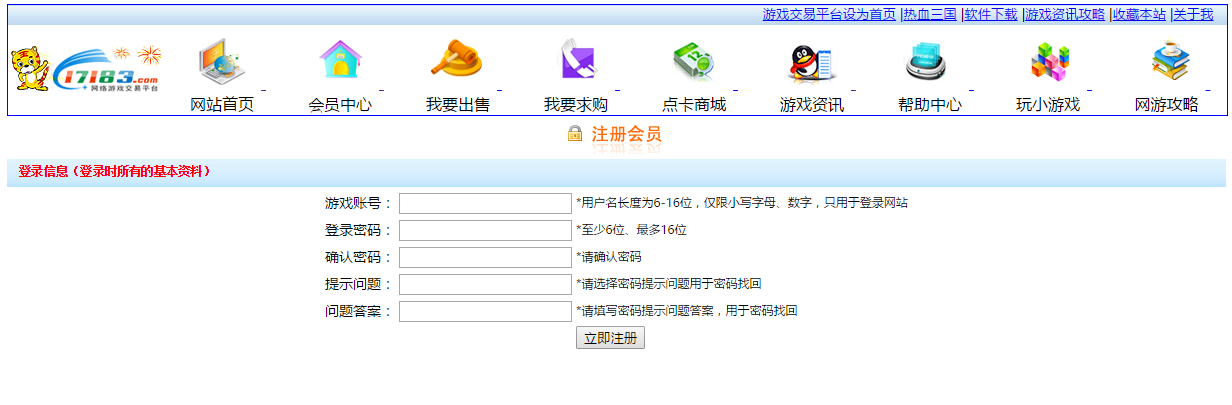 游戏交易平台设为首页 |热血三国 |软件下载 |游戏资讯攻略 |收藏本站 |关于我
17183.com
网络游戏交易平台
网站首页 会员中心 我要出售 我要求购 点卡商城 游戏资讯 帮助中心 玩小游戏 网游攻略
注册会员
登录信息（登录时所有的基本资料）
游戏账号： *用户名长度为6-16位，仅限小写字母、数字，只用于登录网站
登录密码： *至少6位、最多16位
确认密码： *请确认密码
提示问题： *请选择密码提示问题用于密码找回
问题答案： *请填写密码提示问题答案，用于密码找回
立即注册